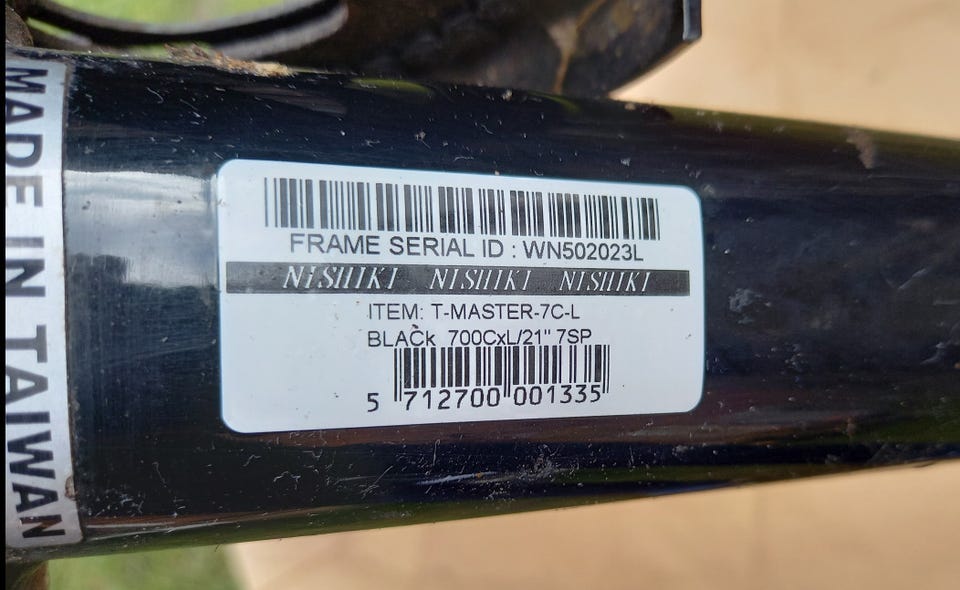 MADE IN TAIWAN
FRAME SERIAL ID : WN502023L
NISHIKI NISHIKI NISHIKI
ITEM: T-MASTER-7C-L
BLACk 700CxL/21" 7SP
5 712700 001335